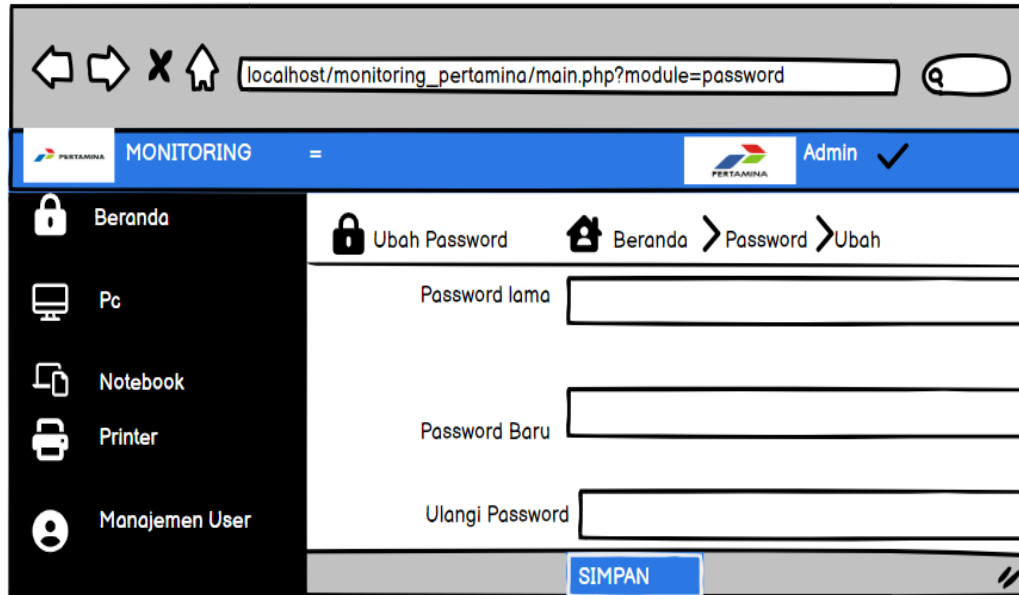 localhost/monitoring_pertamina/main.php?module=password
PERTAMINA MONITORING = PERTAMINA Admin
Beranda
Pc
Notebook
Printer
Manajemen User
Ubah Password Beranda Password Ubah
Password lama
Password Baru
Ulangi Password
SIMPAN